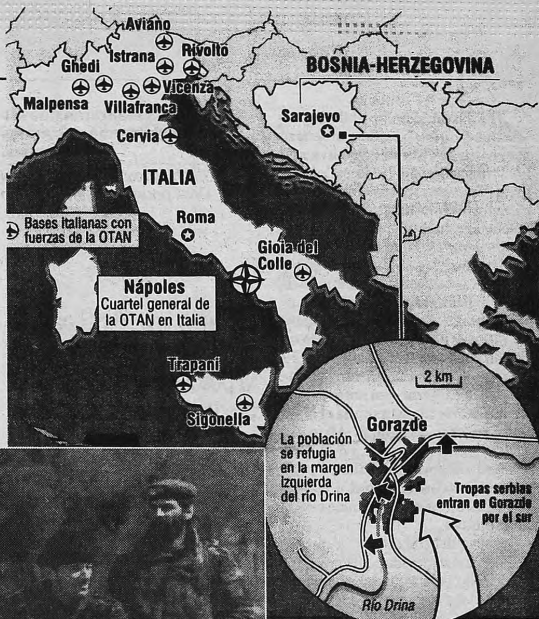 Aviano
Istrana
Rivolto
Ghedi
Vicenza
Malpensa
Villafranca
Cervia
BOSNIA-HERZEGOVINA
Sarajevo
ITALIA
Bases italianas con
fuerzas de la OTAN
Roma
Gioia del
Colle
Nápoles
Cuartel general de
la OTAN en Italia
Trapani
Sigonella
2 km
Gorazde
La población
se refugia
en la margen
izquierda
del río Drina
Tropas serbias
entran en Gorazde
por el sur
Río Drina